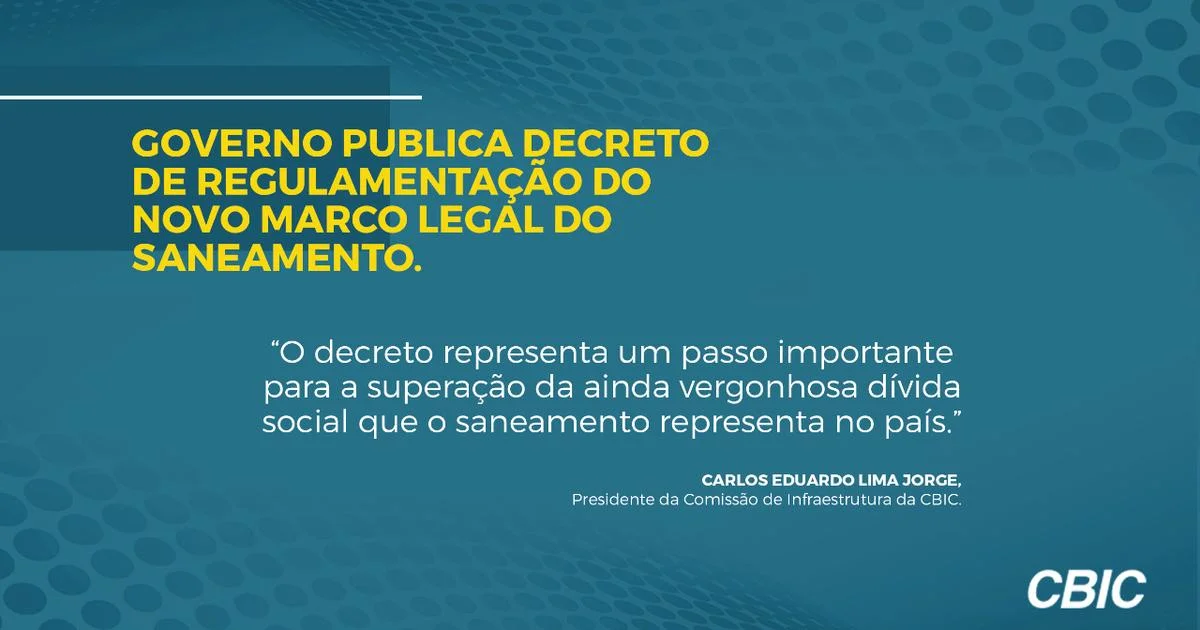 GOVERNO PUBLICA DECRETO
DE REGULAMENTAÇÃO DO
NOVO MARCO LEGAL DO
SANEAMENTO.
“O decreto representa um passo importante
para a superação da ainda vergonhosa dívida
social que o saneamento representa no país.”
CARLOS EDUARDO LIMA JORGE,
Presidente da Comissão de Infraestrutura da CBIC.
CBIC